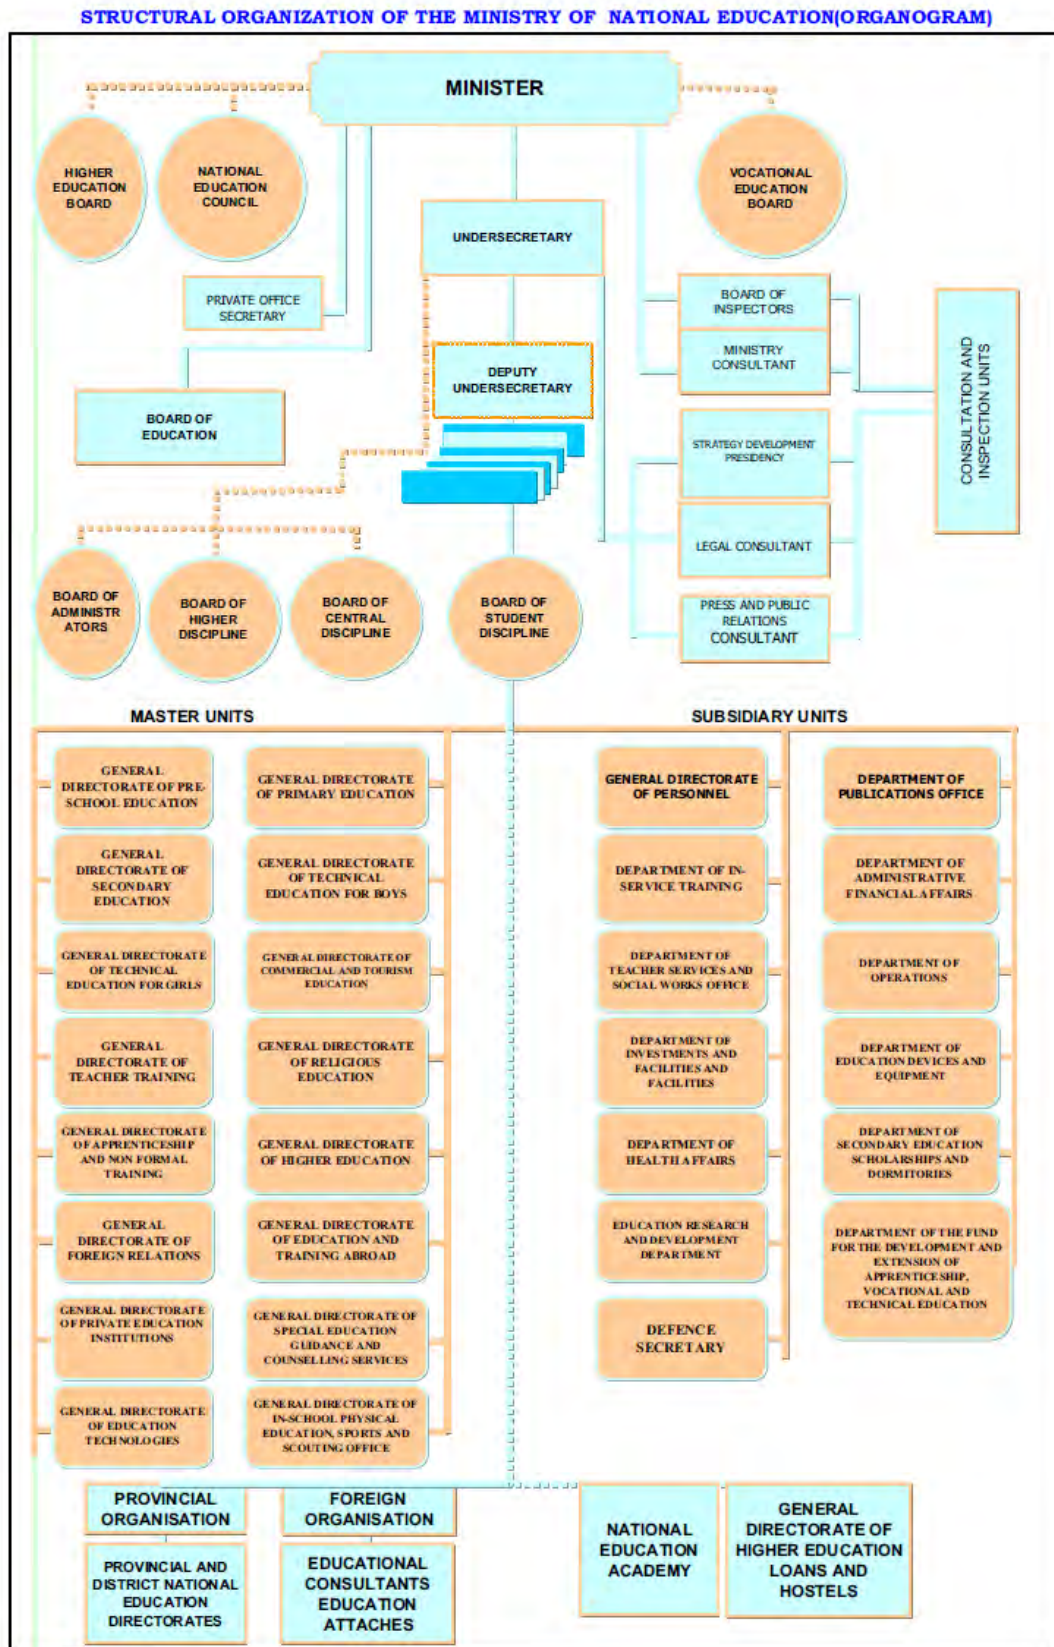 STRUCTURAL ORGANIZATION OF THE MINISTRY OF NATIONAL EDUCATION(ORGANOGRAM)
MINISTER
HIGHER
EDUCATION
BOARD
NATIONAL
EDUCATION
COUNCIL
VOCATIONAL
EDUCATION
BOARD
UNDERSECRETARY
PRIVATE OFFICE
SECRETARY
BOARD OF
INSPECTORS
MINISTRY
CONSULTANT
CONSULTATION AND
INSPECTION UNITS
DEPUTY
UNDERSECRETARY
BOARD OF
EDUCATION
STRATEGY DEVELOPMENT
PRESIDENCY
LEGAL CONSULTANT
PRESS AND PUBLIC
RELATIONS
CONSULTANT
BOARD OF
ADMINISTR
ATORS
BOARD OF
HIGHER
DISCIPLINE
BOARD OF
CENTRAL
DISCIPLINE
BOARD OF
STUDENT
DISCIPLINE
MASTER UNITS
SUBSIDIARY UNITS
GENERAL
DIRECTORATE OF PRE-
SCHOOL EDUCATION
GENERAL DIRECTORATE
OF PRIMARY EDUCATION
GENERAL DIRECTORATE
OF PERSONNEL
DEPARTMENT OF
PUBLICATIONS OFFICE
GENERAL
DIRECTORATE OF
SECONDARY
EDUCATION
GENERAL DIRECTORATE
OF TECHNICAL
EDUCATION FOR BOYS
DEPARTMENT OF IN-
SERVICE TRAINING
DEPARTMENT OF
ADMINISTRATIVE
FINANCIAL AFFAIRS
GENERAL DIRECTORATE
OF TECHNICAL
EDUCATION FOR GIRLS
GENERAL DIRECTORATE OF
COMMERCIAL AND TOURISM
EDUCATION
DEPARTMENT OF
TEACHER SERVICES AND
SOCIAL WORKS OFFICE
DEPARTMENT OF
OPERATIONS
GENERAL
DIRECTORATE OF
TEACHER TRAINING
GENERAL DIRECTORATE
OF RELIGIOUS
EDUCATION
DEPARTMENT OF
INVESTMENTS AND
FACILITIES AND
FACILITIES
DEPARTMENT OF
EDUCATION DEVICES AND
EQUIPMENT
GENERAL DIRECTORATE
OF APPRENTICESHIP
AND NON FORMAL
TRAINING
GENERAL DIRECTORATE
OF HIGHER EDUCATION
DEPARTMENT OF
HEALTH AFFAIRS
DEPARTMENT OF
SECONDARY EDUCATION
SCHOLARSHIPS AND
DORMITORIES
GENERAL
DIRECTORATE OF
FOREIGN RELATIONS
GENERAL DIRECTORATE
OF EDUCATION AND
TRAINING ABROAD
EDUCATION RESEARCH
AND DEVELOPMENT
DEPARTMENT
DEPARTMENT OF THE FUND
FOR THE DEVELOPMENT AND
EXTENSION OF
APPRENTICESHIP,
VOCATIONAL AND
TECHNICAL EDUCATION
GENERAL DIRECTORATE
OF PRIVATE EDUCATION
INSTITUTIONS
GENERAL DIRECTORATE OF
SPECIAL EDUCATION
GUIDANCE AND
COUNSELLING SERVICES
DEFENCE
SECRETARY
GENERAL DIRECTORATE
OF EDUCATION
TECHNOLOGIES
GENERAL DIRECTORATE OF
IN-SCHOOL PHYSICAL
EDUCATION, SPORTS AND
SCOUTING OFFICE
PROVINCIAL
ORGANISATION
FOREIGN
ORGANISATION
NATIONAL
EDUCATION
ACADEMY
GENERAL
DIRECTORATE OF
HIGHER EDUCATION
LOANS AND
HOSTELS
PROVINCIAL AND
DISTRICT NATIONAL
EDUCATION
DIRECTORATES
EDUCATIONAL
CONSULTANTS
EDUCATION
ATTACHES